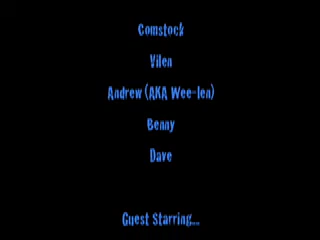 Comstock
Vilen
Andrew (AKA Wee-len)
Benny
Dave
Guest Starring...